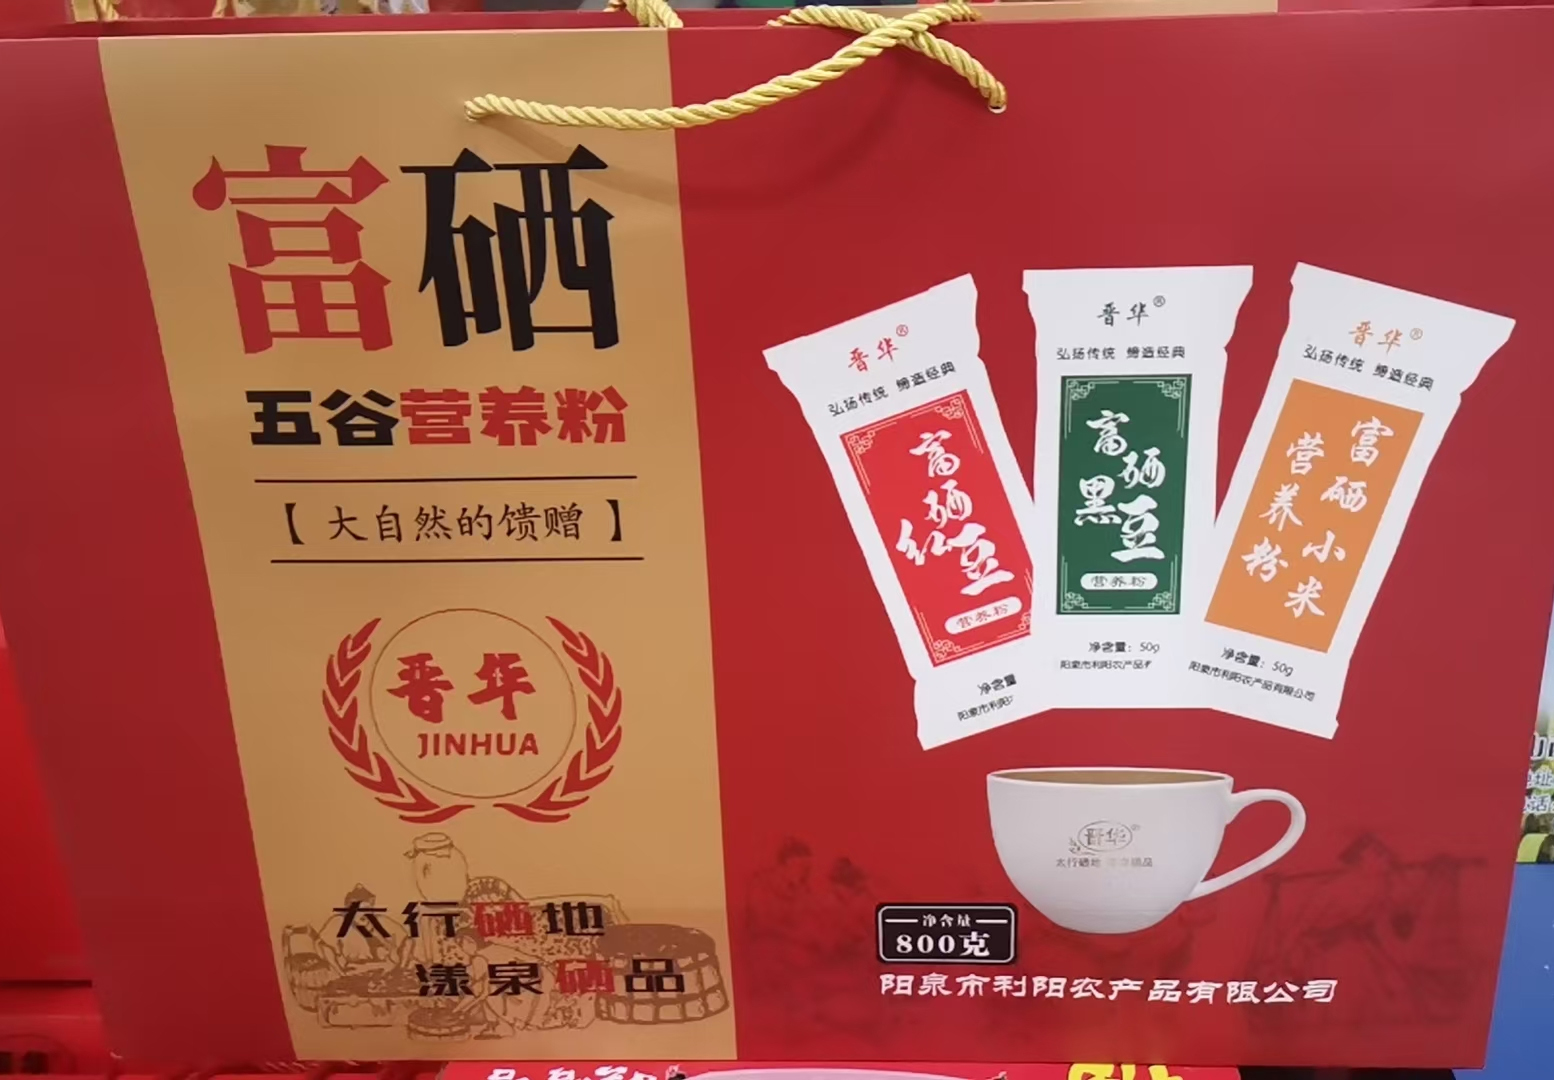 富硒
五谷营养粉
【大自然的馈赠】
晋华
JINHUA
太行硒地
漾泉硒品
晋华®
弘扬传统 缔造经典
富硒红豆
营养粉
净含量
阳泉市利阳
晋华®
弘扬传统 缔造经典
富硒黑豆
营养粉
净含量：50g
阳泉市利阳农产品
晋华®
弘扬传统 缔造经典
富硒小米
营养粉
净含量：50g
阳泉市利阳农产品有限公司
晋华®
太行硒地
净含量
800克
阳泉市利阳农产品有限公司